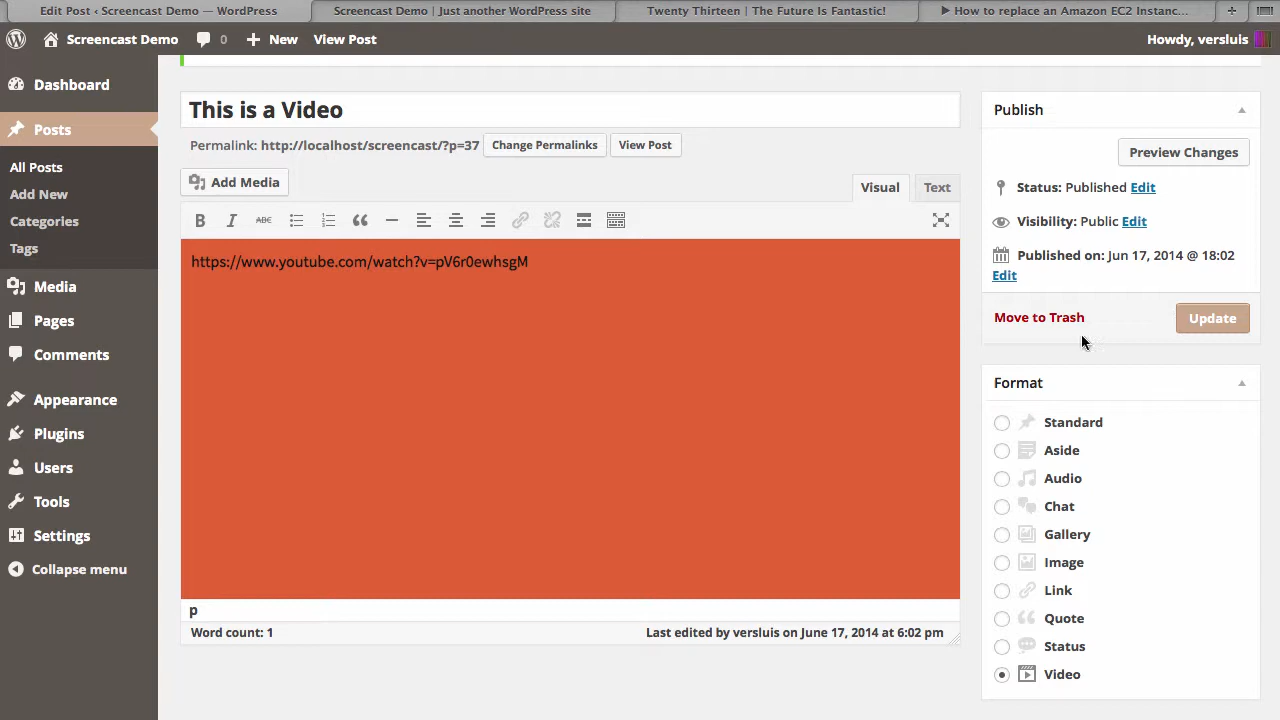 Edit Post ‹ Screencast Demo — WordPress
Screencast Demo | Just another WordPress site
Twenty Thirteen | The Future Is Fantastic!
▶ How to replace an Amazon EC2 Instanc...
Screencast Demo 0 New View Post
Howdy, versluis
Dashboard
Posts
All Posts
Add New
Categories
Tags
Media
Pages
Comments
Appearance
Plugins
Users
Tools
Settings
Collapse menu
This is a Video
Permalink: http://localhost/screencast/?p=37 Change Permalinks View Post
Add Media
Visual Text
B I ABC
https://www.youtube.com/watch?v=pV6r0ewhsgM
p
Word count: 1
Last edited by versluis on June 17, 2014 at 6:02 pm
Publish
Preview Changes
Status: Published Edit
Visibility: Public Edit
Published on: Jun 17, 2014 @ 18:02
Edit
Move to Trash Update
Format
Standard
Aside
Audio
Chat
Gallery
Image
Link
Quote
Status
Video